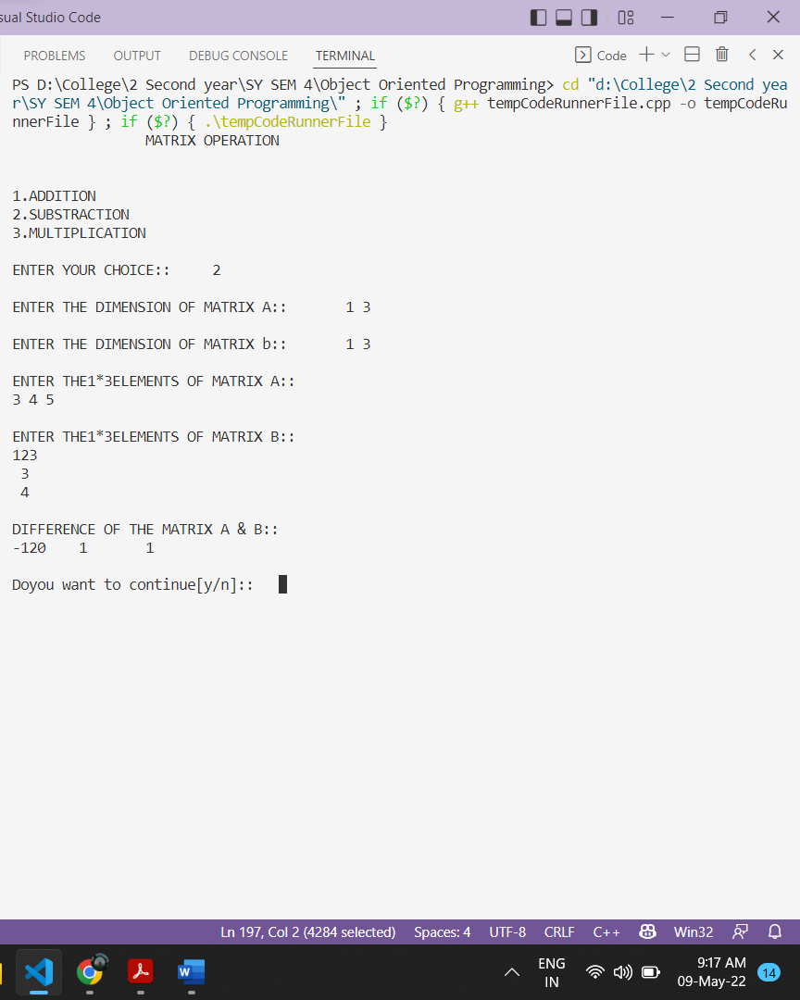 sual Studio Code
PROBLEMS OUTPUT DEBUG CONSOLE TERMINAL Code
PS D:\College\2 Second year\SY SEM 4\Object Oriented Programming> cd "d:\College\2 Second yea
r\SY SEM 4\Object Oriented Programming\" ; if ($?) { g++ tempCodeRunnerFile.cpp -o tempCodeRu
nnerFile } ; if ($?) { .\tempCodeRunnerFile }
MATRIX OPERATION
1.ADDITION
2.SUBSTRACTION
3.MULTIPLICATION
ENTER YOUR CHOICE:: 2
ENTER THE DIMENSION OF MATRIX A:: 1 3
ENTER THE DIMENSION OF MATRIX b:: 1 3
ENTER THE1*3ELEMENTS OF MATRIX A::
3 4 5
ENTER THE1*3ELEMENTS OF MATRIX B::
123
3
4
DIFFERENCE OF THE MATRIX A & B::
-120 1 1
Doyou want to continue[y/n]::
Ln 197, Col 2 (4284 selected) Spaces: 4 UTF-8 CRLF C++ Win32
ENG 9:17 AM
IN 09-May-22 14